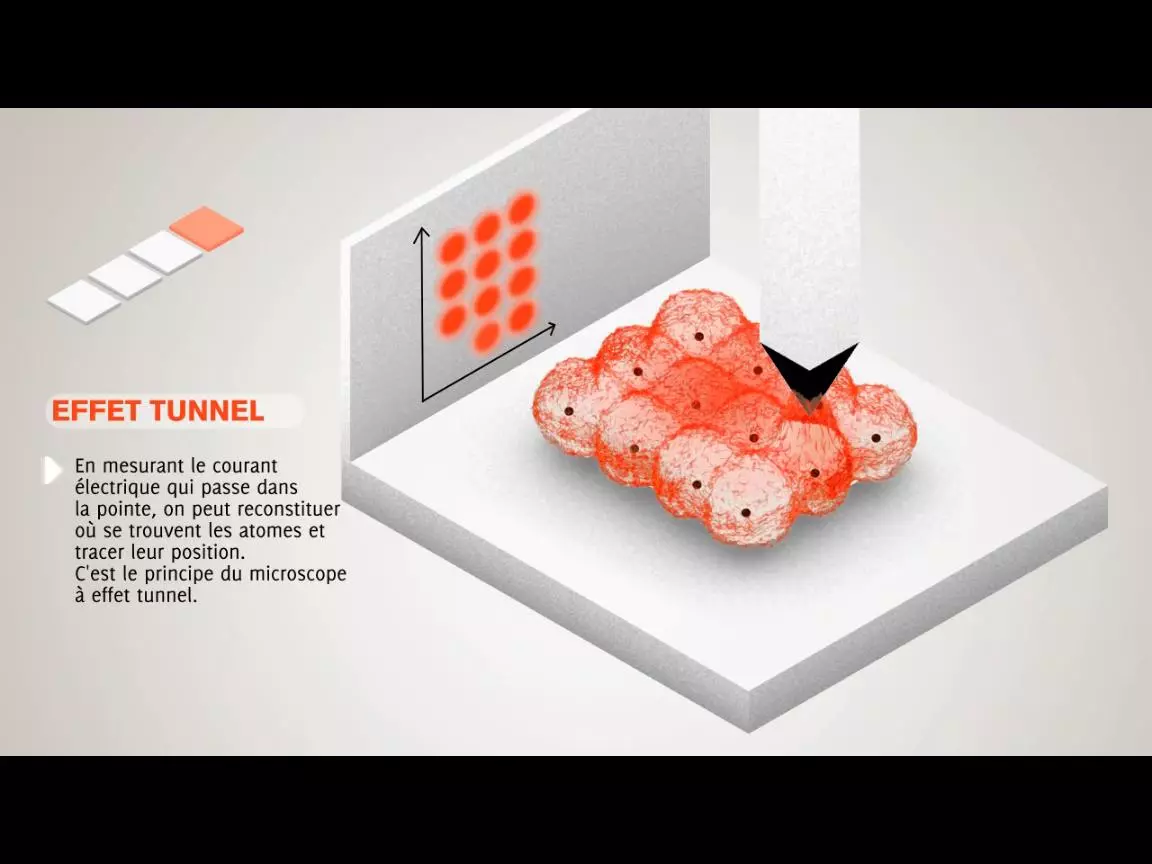 EFFET TUNNEL
En mesurant le courant
électrique qui passe dans
la pointe, on peut reconstituer
où se trouvent les atomes et
tracer leur position.
C'est le principe du microscope
à effet tunnel.